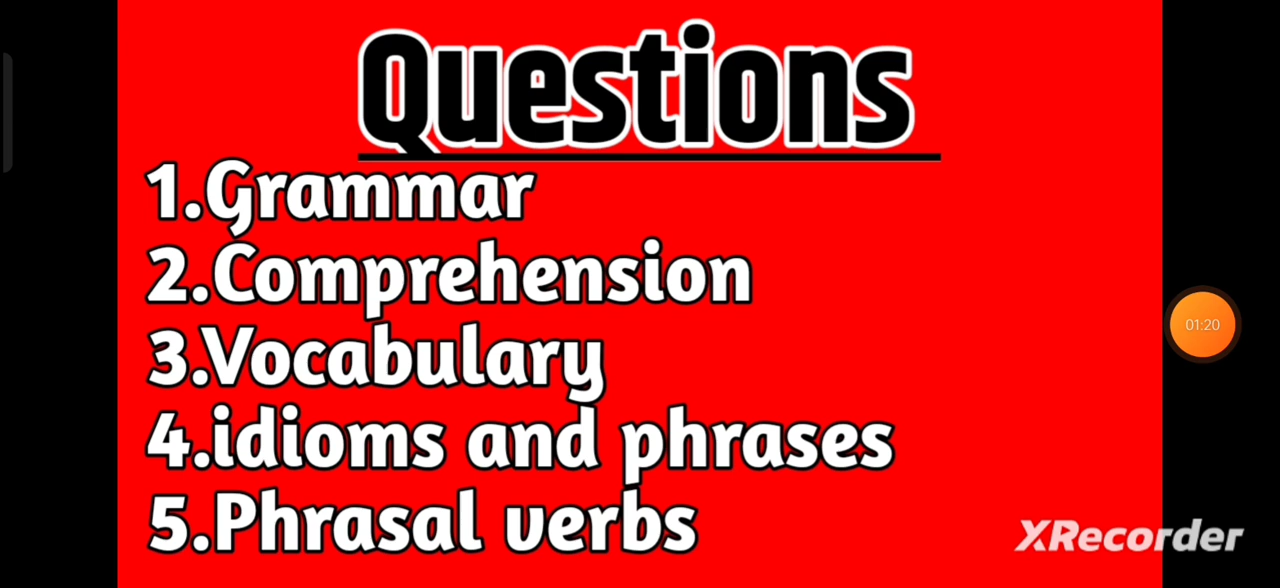 Questions
1.Grammar
2.Comprehension
3.Vocabulary
4.idioms and phrases
5.Phrasal verbs
01:20
XRecorder